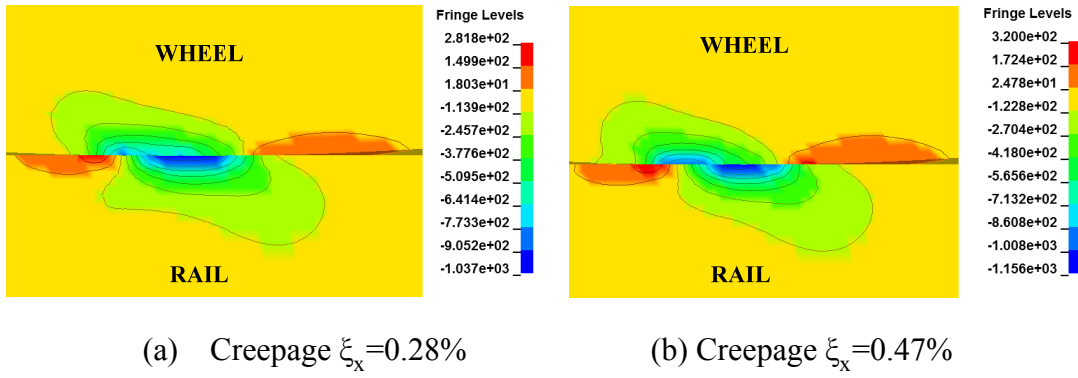 Fringe Levels
2.818e+02
1.499e+02
1.803e+01
-1.139e+02
-2.457e+02
-3.776e+02
-5.095e+02
-6.414e+02
-7.733e+02
-9.052e+02
-1.037e+03
WHEEL
RAIL
Fringe Levels
3.200e+02
1.724e+02
2.478e+01
-1.228e+02
-2.704e+02
-4.180e+02
-5.656e+02
-7.132e+02
-8.608e+02
-1.008e+03
-1.156e+03
WHEEL
RAIL
(a) Creepage ξx=0.28%
(b) Creepage ξx=0.47%